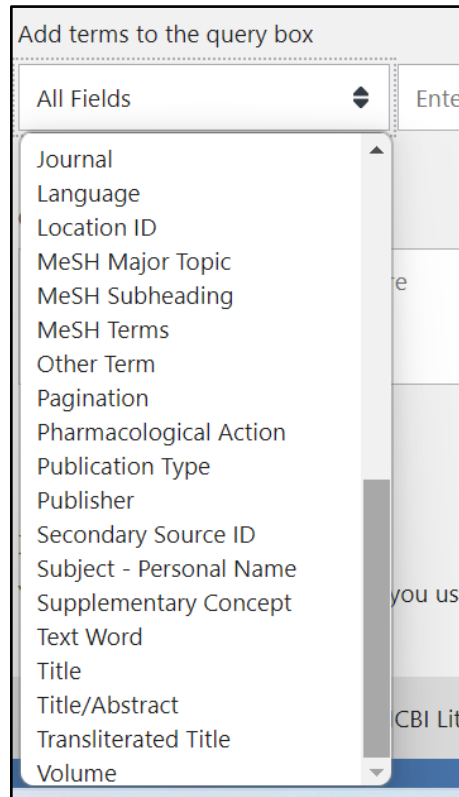 Add terms to the query box
All Fields
Ente
Journal
Language
Location ID
MeSH Major Topic
re
MeSH Subheading
MeSH Terms
Other Term
Pagination
Pharmacological Action
Publication Type
Publisher
Secondary Source ID
Subject - Personal Name
Supplementary Concept
you us
Text Word
Title
Title/Abstract
CBI Lit
Transliterated Title
Volume